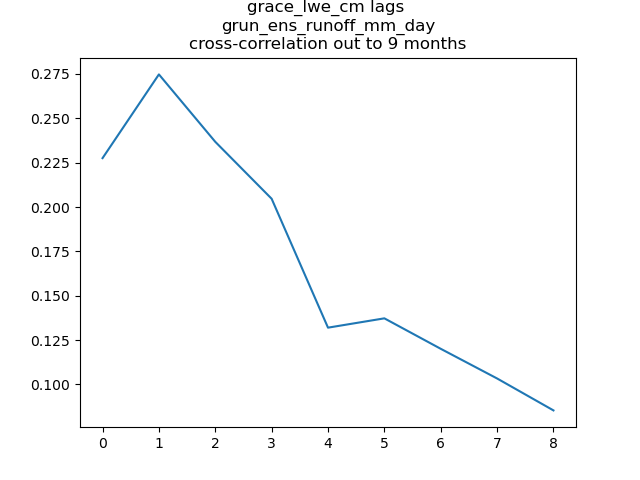 grace_lwe_cm lags
grun_ens_runoff_mm_day
cross-correlation out to 9 months
0.275
0.250
0.225
0.200
0.175
0.150
0.125
0.100
0 1 2 3 4 5 6 7 8